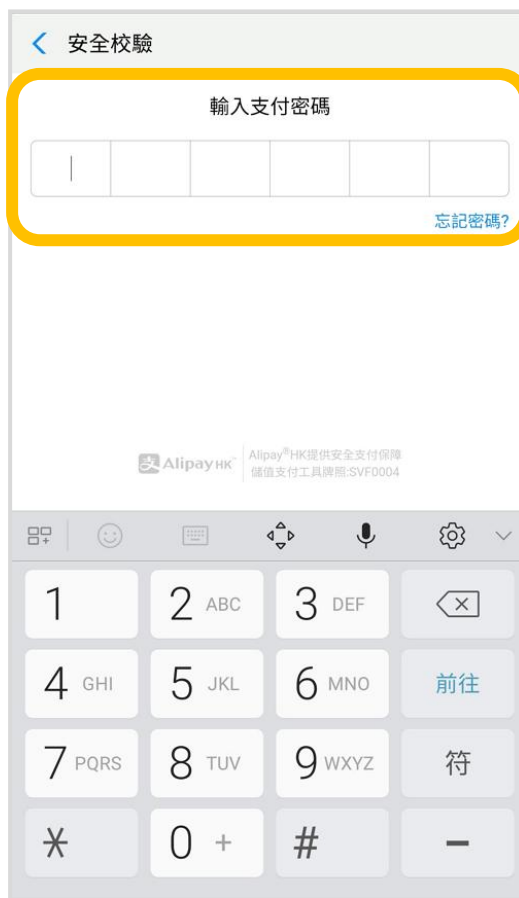 安全校驗
輸入支付密碼
忘記密碼?
支 AlipayHK™ Alipay®HK提供安全支付保障
儲值支付工具牌照:SVF0004
1 2 ABC 3 DEF
4 GHI 5 JKL 6 MNO 前往
7 PQRS 8 TUV 9 WXYZ 符
* 0 + # -